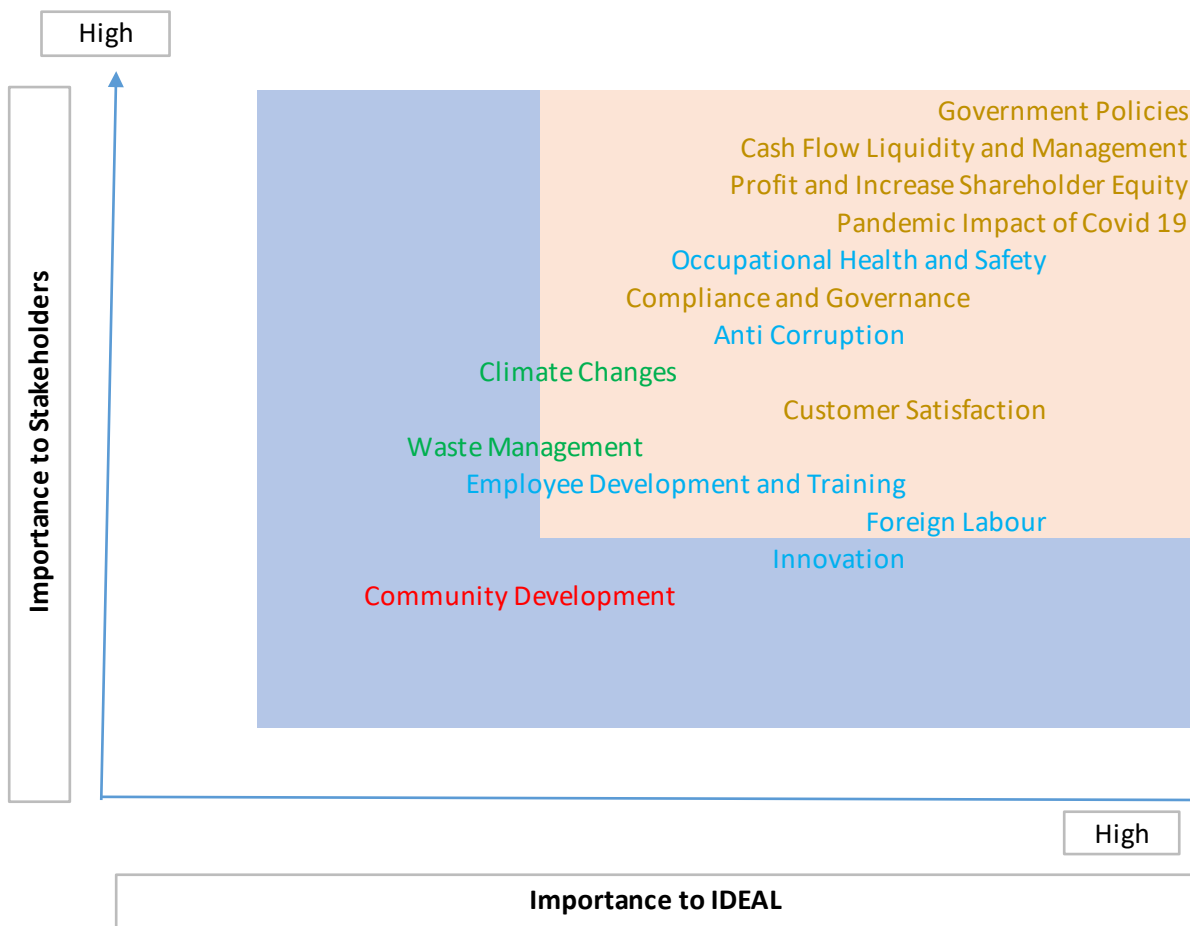 High
Importance to Stakeholders
Government Policies
Cash Flow Liquidity and Management
Profit and Increase Shareholder Equity
Pandemic Impact of Covid 19
Occupational Health and Safety
Compliance and Governance
Anti Corruption
Climate Changes
Customer Satisfaction
Waste Management
Employee Development and Training
Foreign Labour
Innovation
Community Development
High
Importance to IDEAL